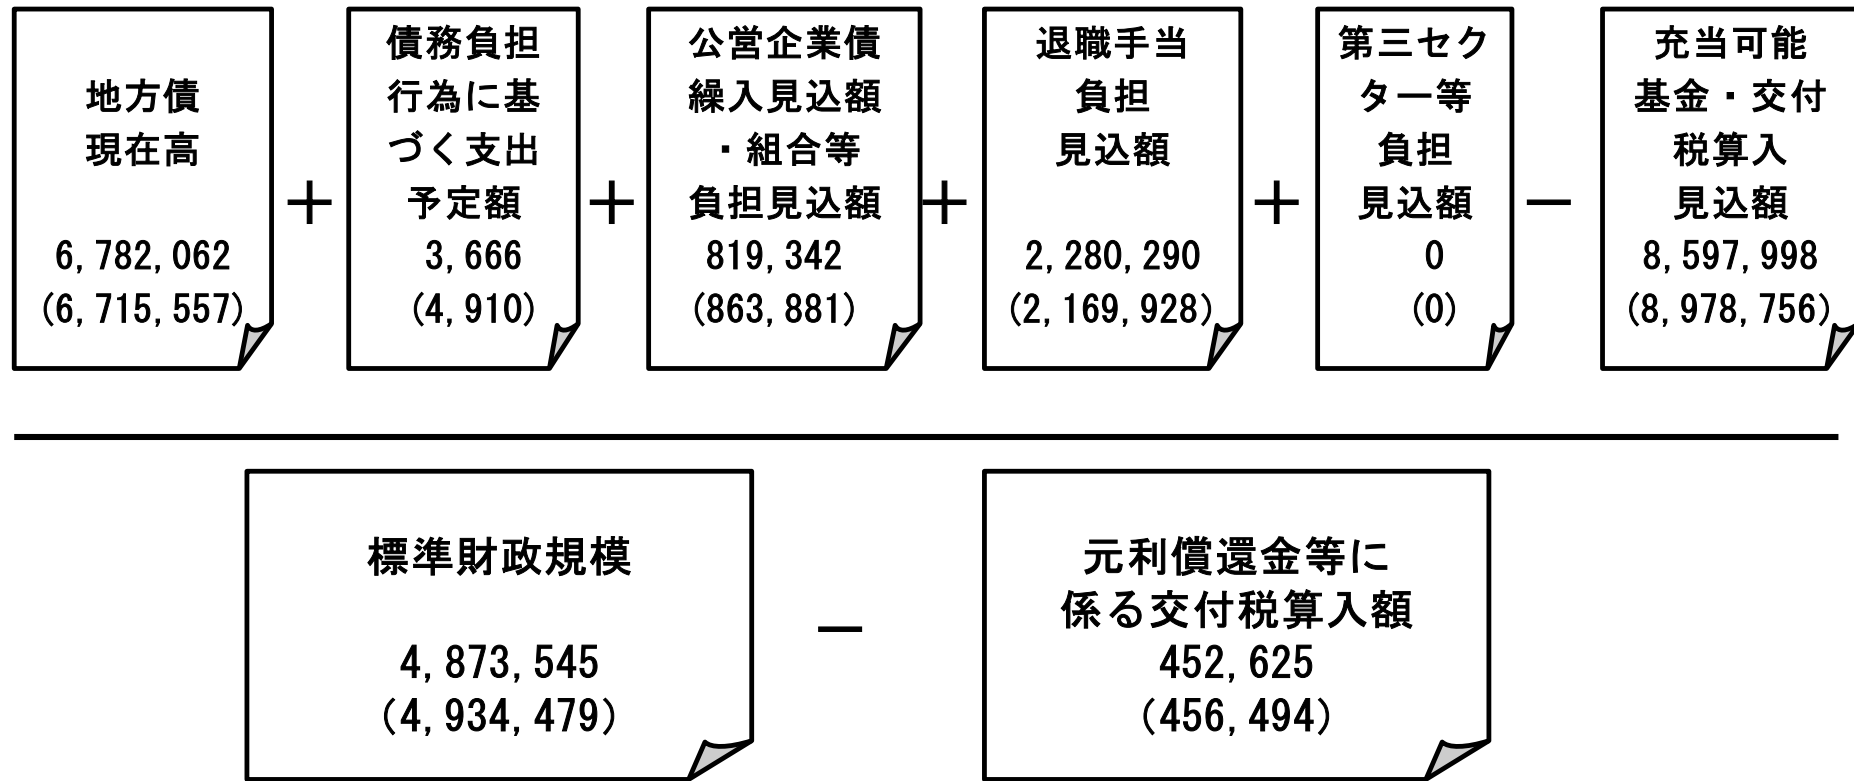 地方債
現在高
6,782,062
(6,715,557)
＋
債務負担
行為に基
づく支出
予定額
3,666
(4,910)
＋
公営企業債
繰入見込額
・組合等
負担見込額
819,342
(863,881)
＋
退職手当
負担
見込額
2,280,290
(2,169,928)
＋
第三セク
ター等
負担
見込額
0
(0)
－
充当可能
基金・交付
税算入
見込額
8,597,998
(8,978,756)
標準財政規模
4,873,545
(4,934,479)
－
元利償還金等に
係る交付税算入額
452,625
(456,494)